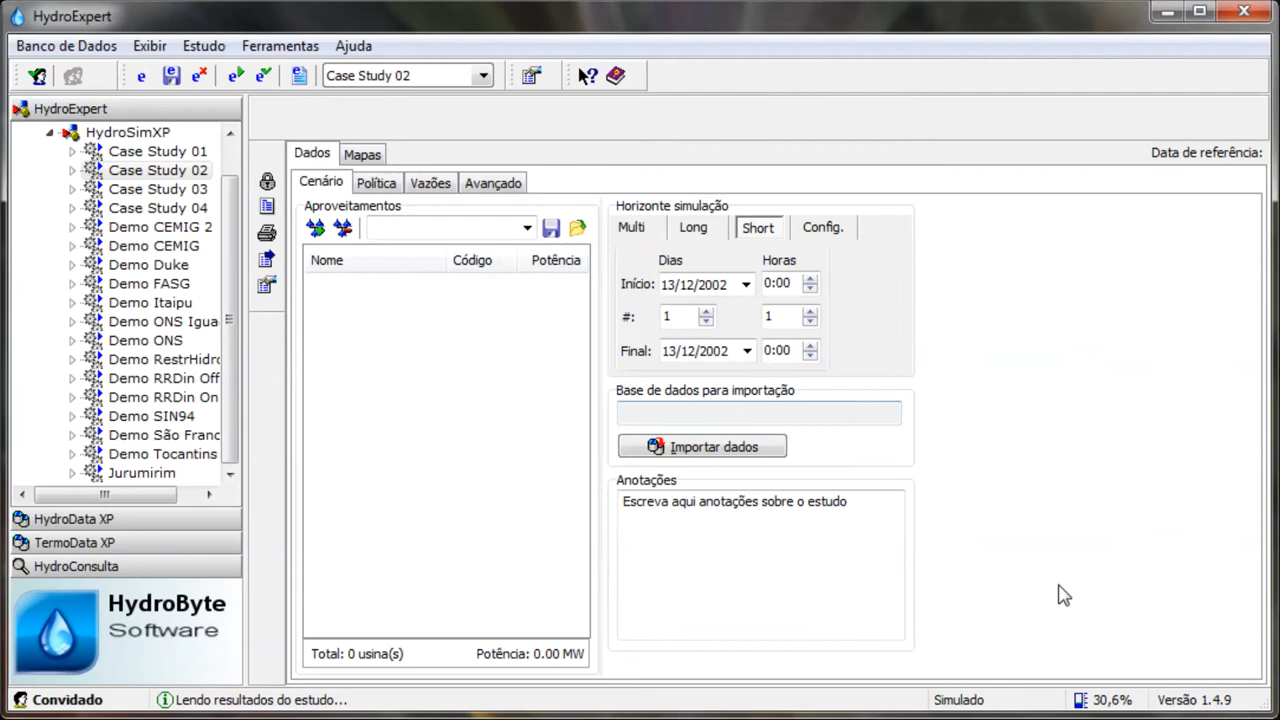 HydroExpert
Banco de Dados Exibir Estudo Ferramentas Ajuda
Case Study 02
HydroExpert
HydroSimXP
Case Study 01
Case Study 02
Case Study 03
Case Study 04
Demo CEMIG 2
Demo CEMIG
Demo Duke
Demo FASG
Demo Itaipu
Demo ONS Igua
Demo ONS
Demo RestrHidro
Demo RRDin Off
Demo RRDin On
Demo SIN94
Demo São Franc
Demo Tocantins
Jurumirim
HydroData XP
TermoData XP
HydroConsulta
HydroByte
Software
Dados Mapas
Data de referência:
Cenário Política Vazões Avançado
Aproveitamentos
Nome Código Potência
Total: 0 usina(s) Potência: 0.00 MW
Horizonte simulação
Multi Long Short Config.
Dias Horas
Início: 13/12/2002 0:00
#: 1 1
Final: 13/12/2002 0:00
Base de dados para importação
Importar dados
Anotações
Escreva aqui anotações sobre o estudo
Convidado Lendo resultados do estudo... Simulado 30,6% Versão 1.4.9